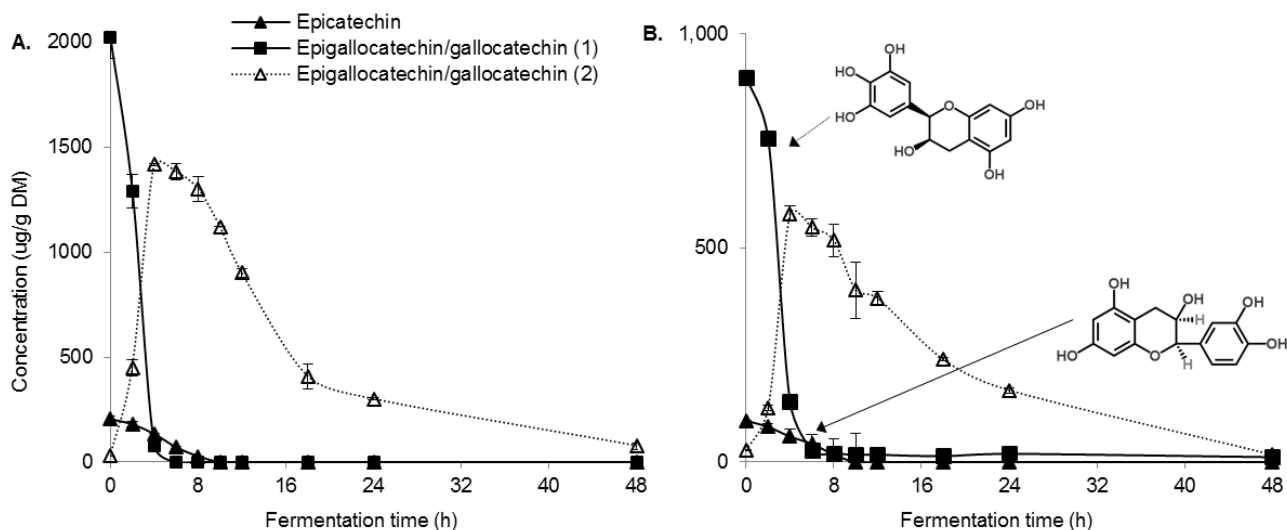 A.
Epicatechin
Epigallocatechin/gallocatechin (1)
Epigallocatechin/gallocatechin (2)
Concentration (ug/g DM)
2000
1500
1000
500
0
0 8 16 24 32 40 48
Fermentation time (h)
B.
1,000
500
0
0 8 16 24 32 40 48
Fermentation time (h)
OH
HO
HO
HO
O
OH
HO
OH
OH
OH
H
OH
HO
O
H
OH